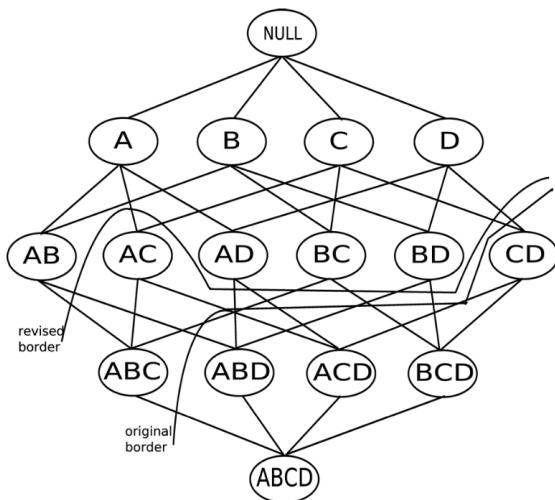 NULL
A B C D
AB AC AD BC BD CD
revised
border
ABC ABD ACD BCD
original
border
ABCD